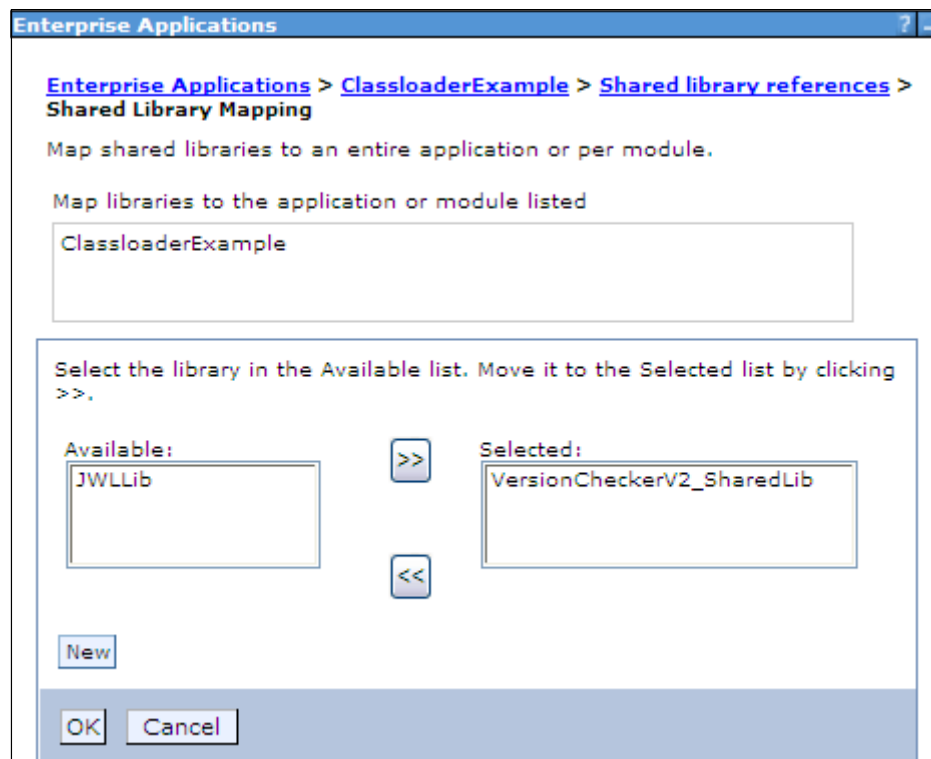 Enterprise Applications ? -
Enterprise Applications > ClassloaderExample > Shared library references >
Shared Library Mapping
Map shared libraries to an entire application or per module.
Map libraries to the application or module listed
ClassloaderExample
Select the library in the Available list. Move it to the Selected list by clicking
>>.
Available:
JWLLib
>>
<<
Selected:
VersionCheckerV2_SharedLib
New
OK Cancel